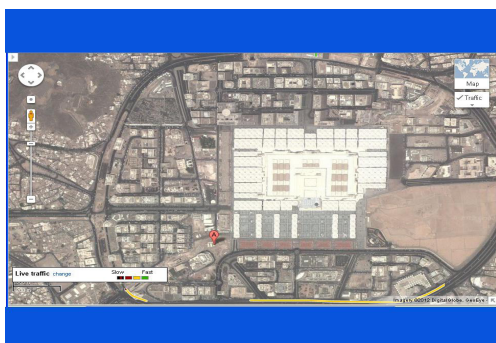 Map
Traffic
A
Live traffic change
Slow Fast
Imagery ©2012 DigitalGlobe, GeoEye